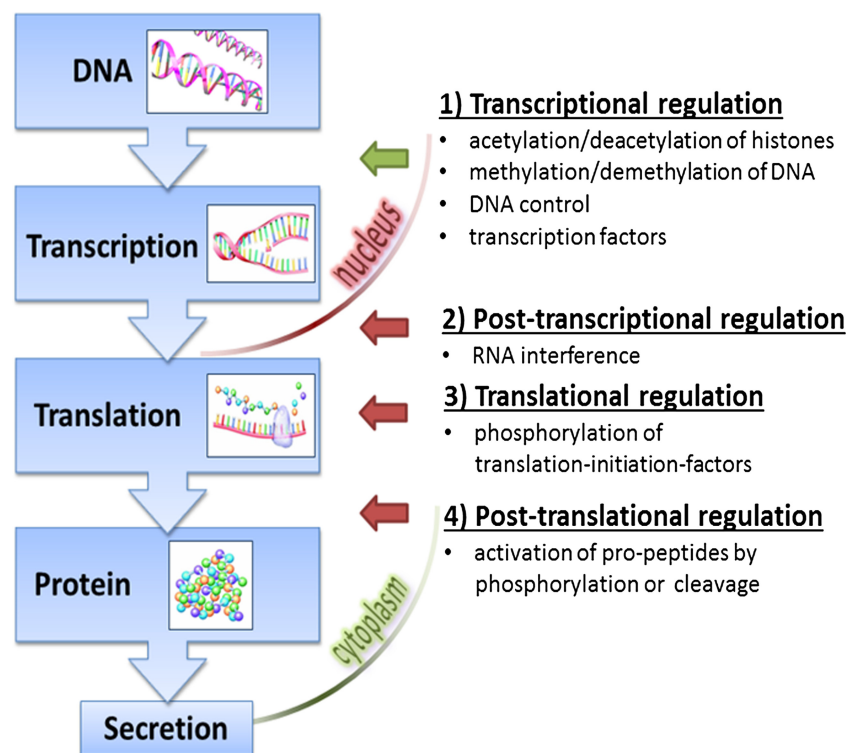 DNA
Transcription
Translation
Protein
Secretion
nucleus
cytoplasm
1) Transcriptional regulation
• acetylation/deacetylation of histones
• methylation/demethylation of DNA
• DNA control
• transcription factors
2) Post-transcriptional regulation
• RNA interference
3) Translational regulation
• phosphorylation of
translation-initiation-factors
4) Post-translational regulation
• activation of pro-peptides by
phosphorylation or cleavage